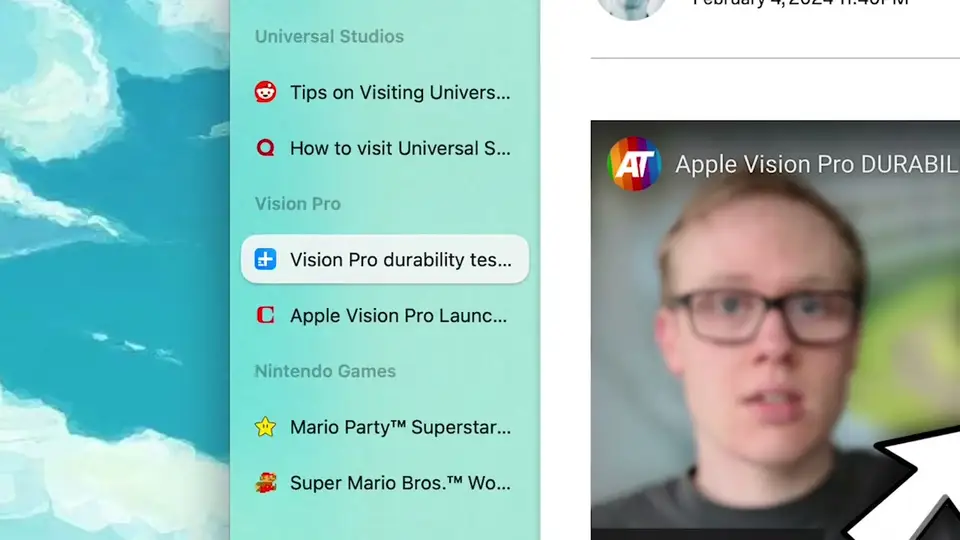 Universal Studios
Tips on Visiting Univers...
How to visit Universal S...
Vision Pro
Vision Pro durability tes...
Apple Vision Pro Launc...
Nintendo Games
Mario Party™ Superstar...
Super Mario Bros.™ Wo...
February 4, 2024 11:40PM
AT Apple Vision Pro DURABIL